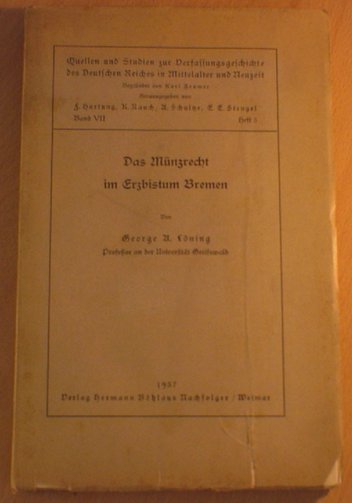 Quellen und Studien zur Verfassungsgeschichte
des Deutschen Reiches in Mittelalter und Neuzeit
Begründet von Karl Zeumer
Herausgegeben von
F. Hartung, K. Rauch, A. Schultze, E. E. Stengel
Band VII Heft 3
Das Münzrecht
im Erzbistum Bremen
Von
George A. Löning
Professor an der Universität Greifswald
1937
Verlag Hermann Böhlaus Nachfolger / Weimar